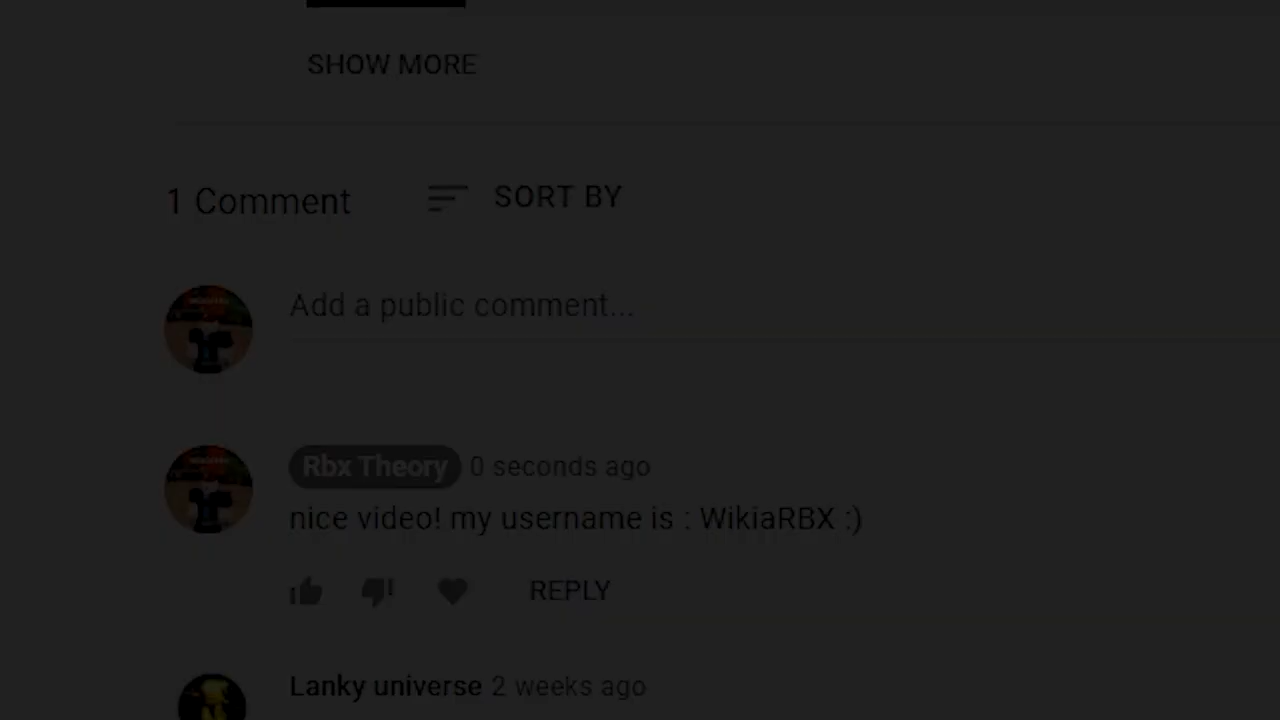 SHOW MORE
1 Comment SORT BY
Add a public comment...
Rbx Theory 0 seconds ago
nice video! my username is : WikiaRBX :)
REPLY
Lanky universe 2 weeks ago